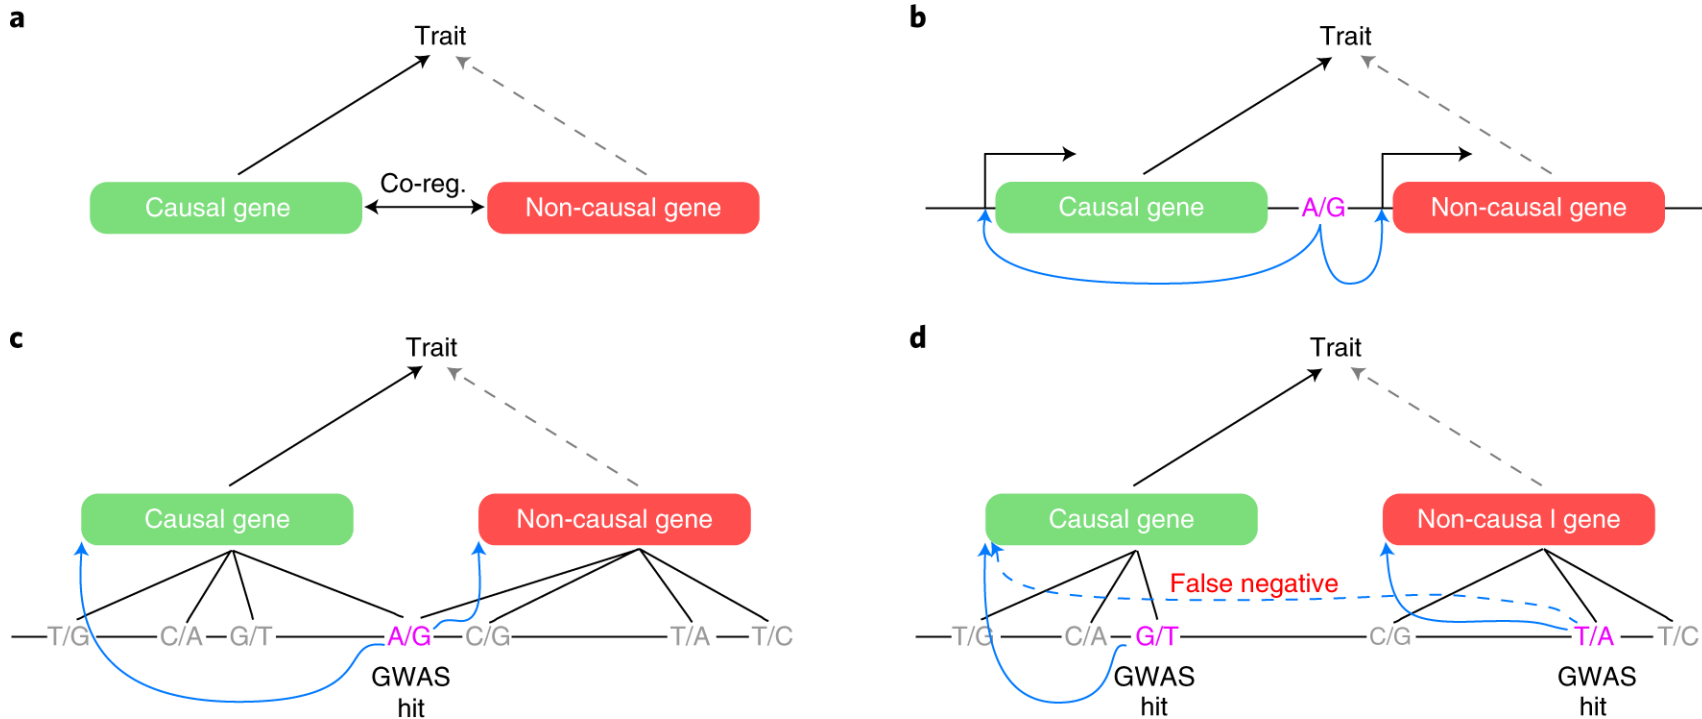 a
Trait
Co-reg.
Causal gene
Non-causal gene
b
Trait
Causal gene
A/G
Non-causal gene
c
Trait
Causal gene
Non-causal gene
T/G C/A G/T A/G C/G T/A T/C
GWAS
hit
d
Trait
Causal gene
Non-causa l gene
False negative
T/G C/A G/T C/G T/A T/C
GWAS GWAS
hit hit